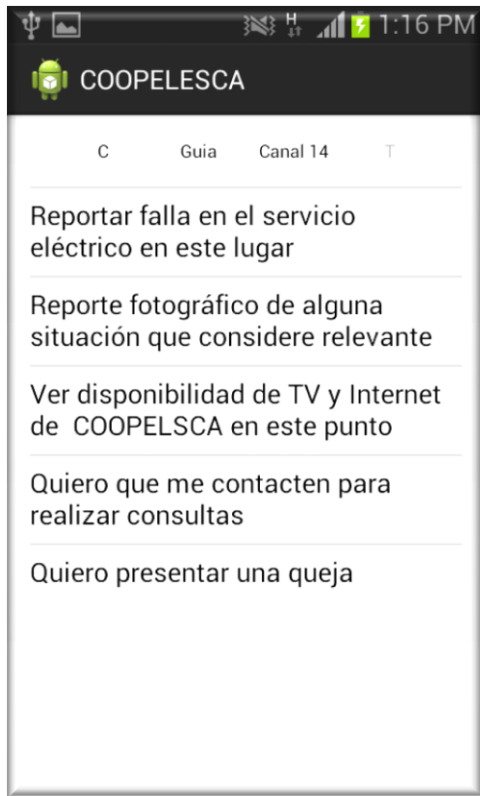 H 1:16 PM
COOPELESCA
C Guia Canal 14 T
Reportar falla en el servicio
eléctrico en este lugar
Reporte fotográfico de alguna
situación que considere relevante
Ver disponibilidad de TV y Internet
de COOPELSCA en este punto
Quiero que me contacten para
realizar consultas
Quiero presentar una queja